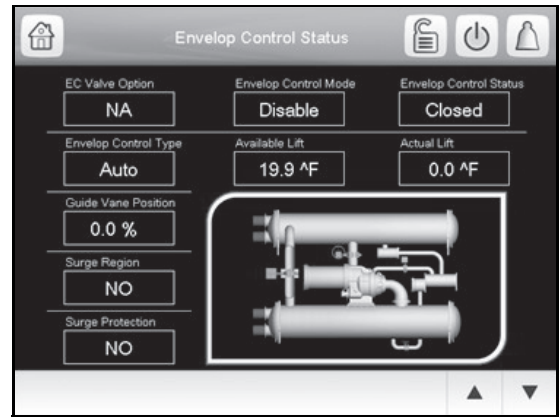 Envelop Control Status
EC Valve Option
NA
Envelop Control Mode
Disable
Envelop Control Status
Closed
Envelop Control Type
Auto
Available Lift
19.9 ^F
Actual Lift
0.0 ^F
Guide Vane Position
0.0 %
Surge Region
NO
Surge Protection
NO